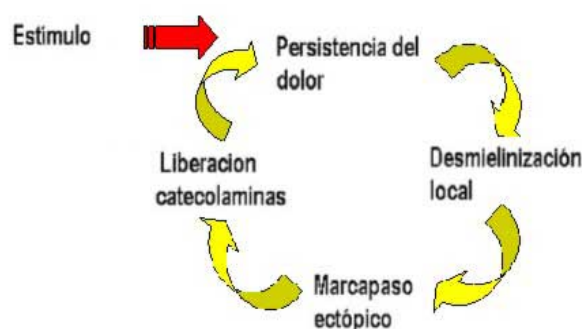 Estímulo
Persistencia del
dolor
Desmielinización
local
Marcapaso
ectópico
Liberacion
catecolaminas